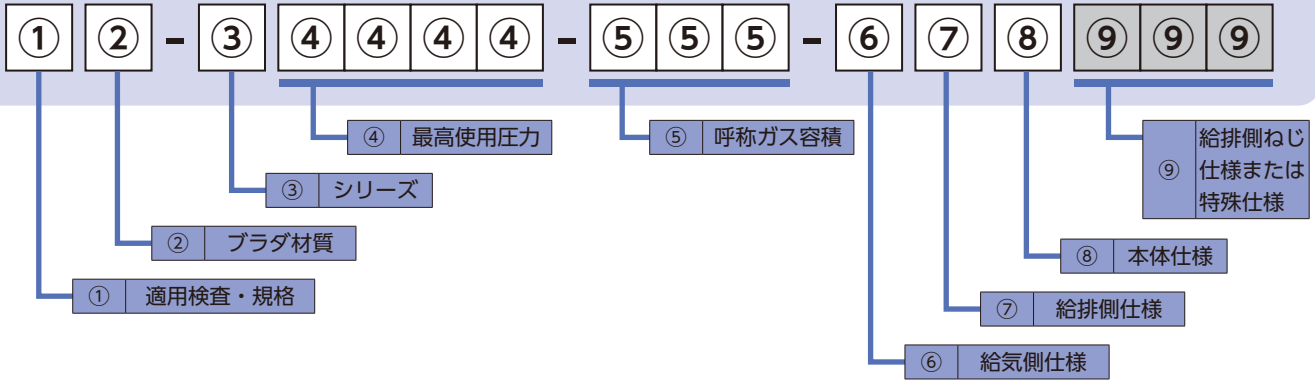 ① ② - ③ ④ ④ ④ ④ - ⑤ ⑤ ⑤ - ⑥ ⑦ ⑧ ⑨ ⑨ ⑨
④ 最高使用圧力
⑤ 呼称ガス容積
⑨ 給排側ねじ
仕様または
特殊仕様
③ シリーズ
② ブラダ材質
⑧ 本体仕様
① 適用検査・規格
⑦ 給排側仕様
⑥ 給気側仕様